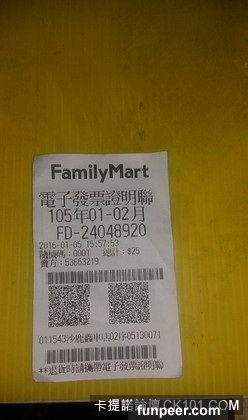 FamilyMart
電子發票證明聯
105年01-02月
FD-24048920
2016-01-05 15:57:53
隨機碼:0001 總計:$25
賣方:53663219
**退貨時請攜帶電子發票證明聯
卡提諾論壇 CK101.COM
funpeer.com